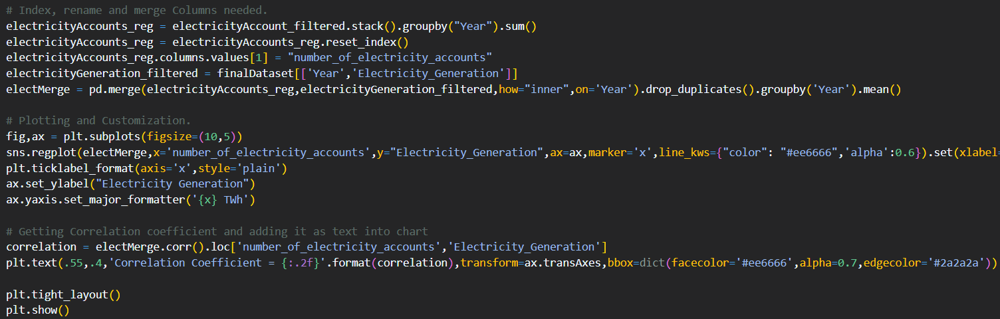 # Index, rename and merge Columns needed.
electricityAccounts_reg = electricityAccount_filtered.stack().groupby("Year").sum()
electricityAccounts_reg = electricityAccounts_reg.reset_index()
electricityAccounts_reg.columns.values[1] = "number_of_electricity_accounts"
electricityGeneration_filtered = finalDataset[['Year','Electricity_Generation']]
electMerge = pd.merge(electricityAccounts_reg,electricityGeneration_filtered,how="inner",on='Year').drop_duplicates().groupby('Year').mean()
# Plotting and Customization.
fig,ax = plt.subplots(figsize=(10,5))
sns.regplot(electMerge,x='number_of_electricity_accounts',y="Electricity_Generation",ax=ax,marker='x',line_kws={"color": "#ee6666",'alpha':0.6}).set(xlabel=
plt.ticklabel_format(axis='x',style='plain')
ax.set_ylabel("Electricity Generation")
ax.yaxis.set_major_formatter('{x} TWh')
# Getting Correlation coefficient and adding it as text into chart
correlation = electMerge.corr().loc['number_of_electricity_accounts','Electricity_Generation']
plt.text(.55,.4,'Correlation Coefficient = {:.2f}'.format(correlation),transform=ax.transAxes,bbox=dict(facecolor='#ee6666',alpha=0.7,edgecolor='#2a2a2a'))
plt.tight_layout()
plt.show()